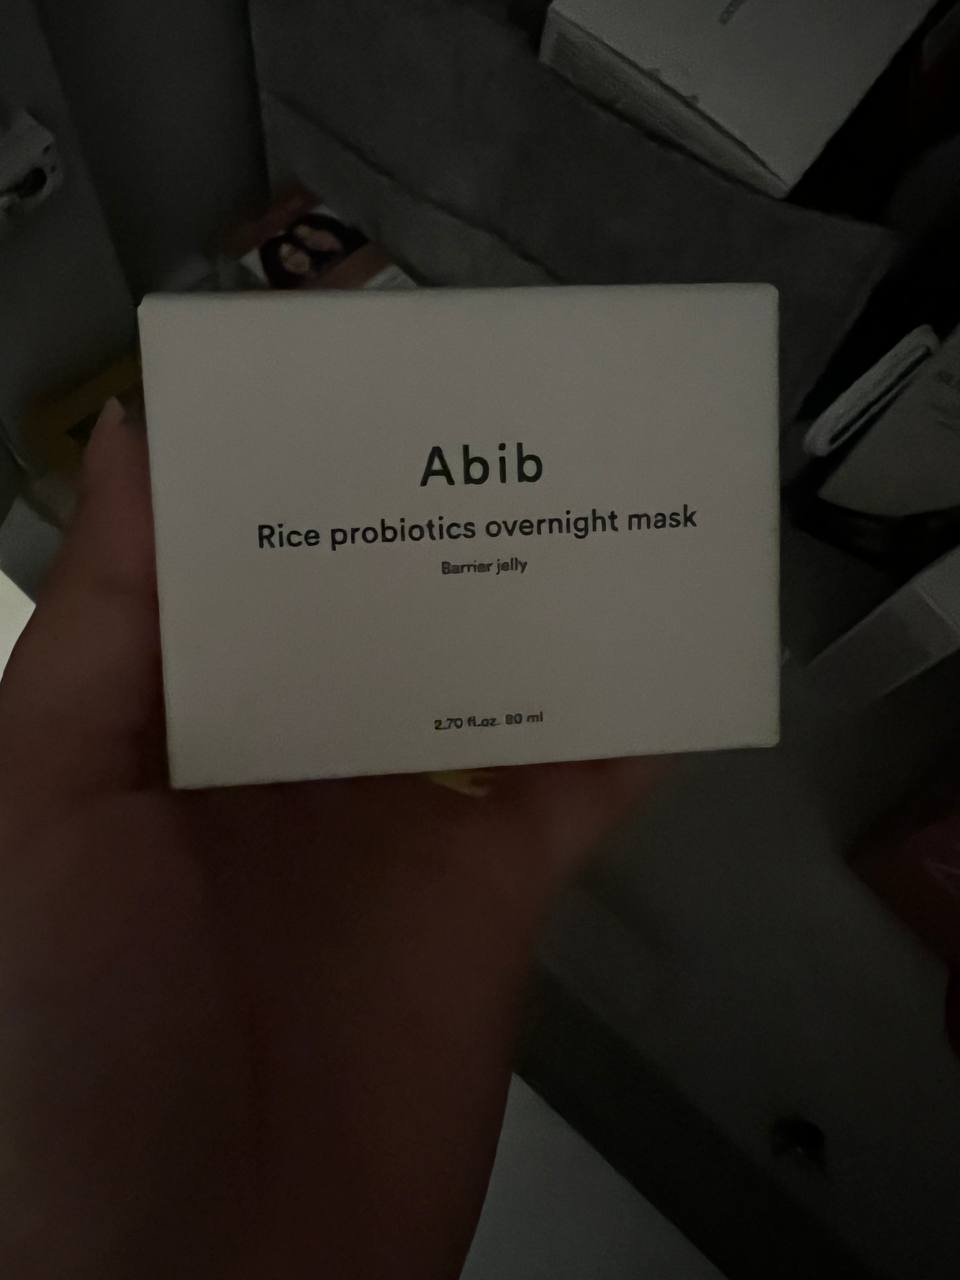 Abib
Rice probiotics overnight mask
Barrier jelly
2.70 fl.oz. 80 ml